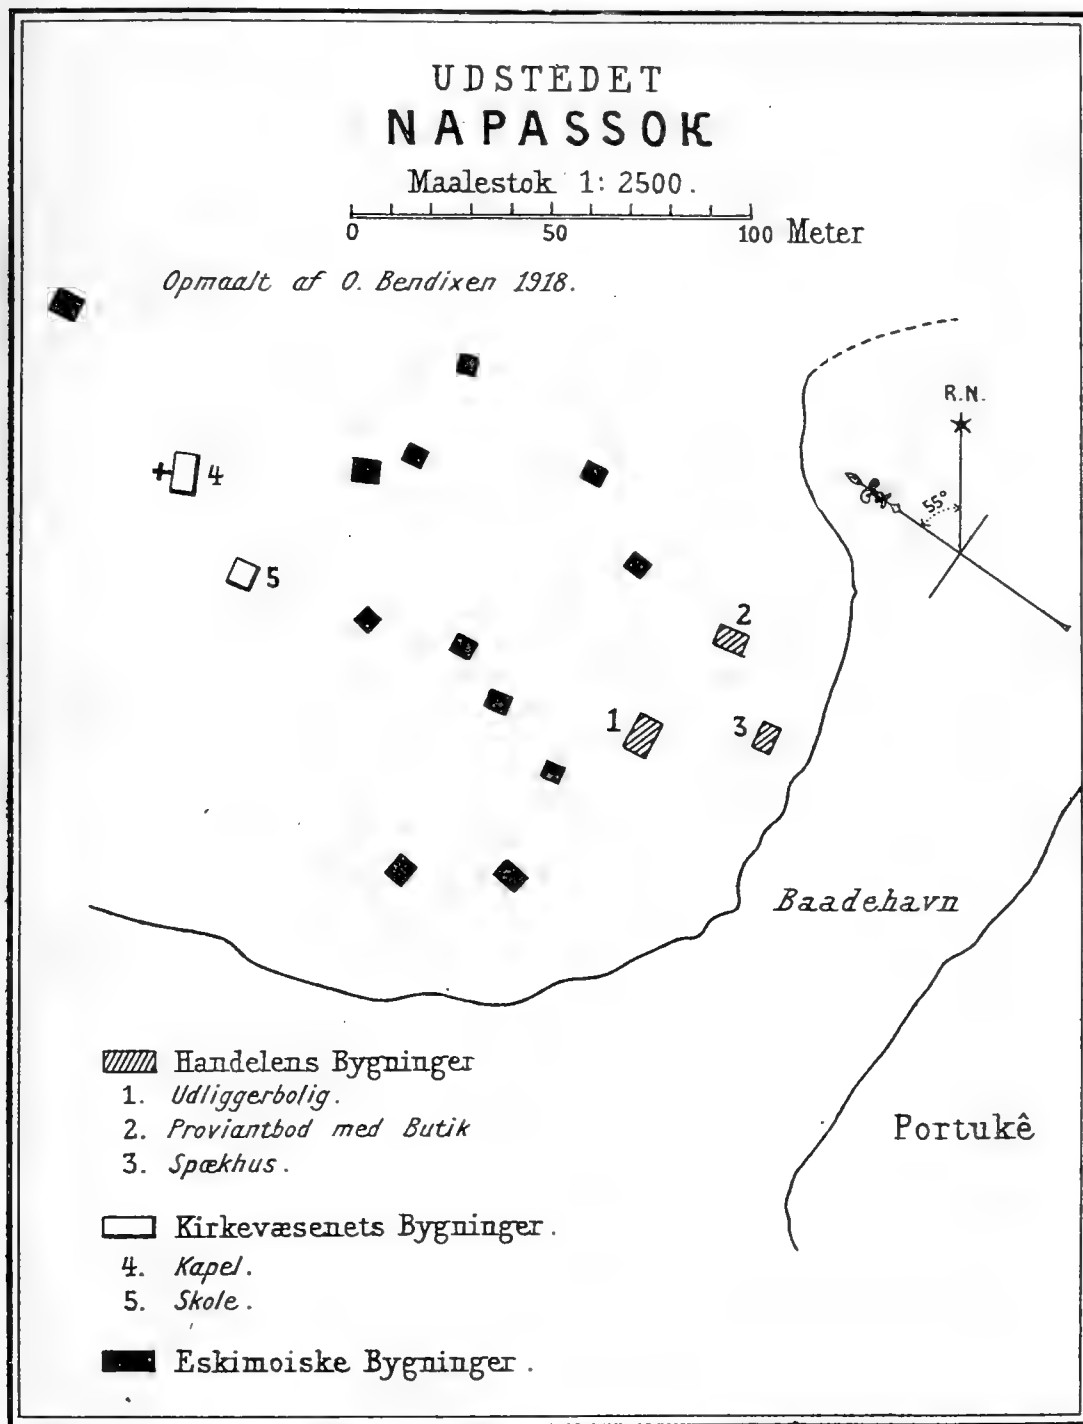 UDSTEDET
NAPASSOK
Maalestok 1: 2500.
0 50 100 Meter
Opmaalt af O. Bendixen 1918.
R.N.
55°
4
5
2
1
3
Baadehavn
Portukê
Handelens Bygninger
1. Udliggerbolig.
2. Proviantbod med Butik
3. Spækhus.
Kirkevæsenets Bygninger.
4. Kapel.
5. Skole.
Eskimoiske Bygninger.